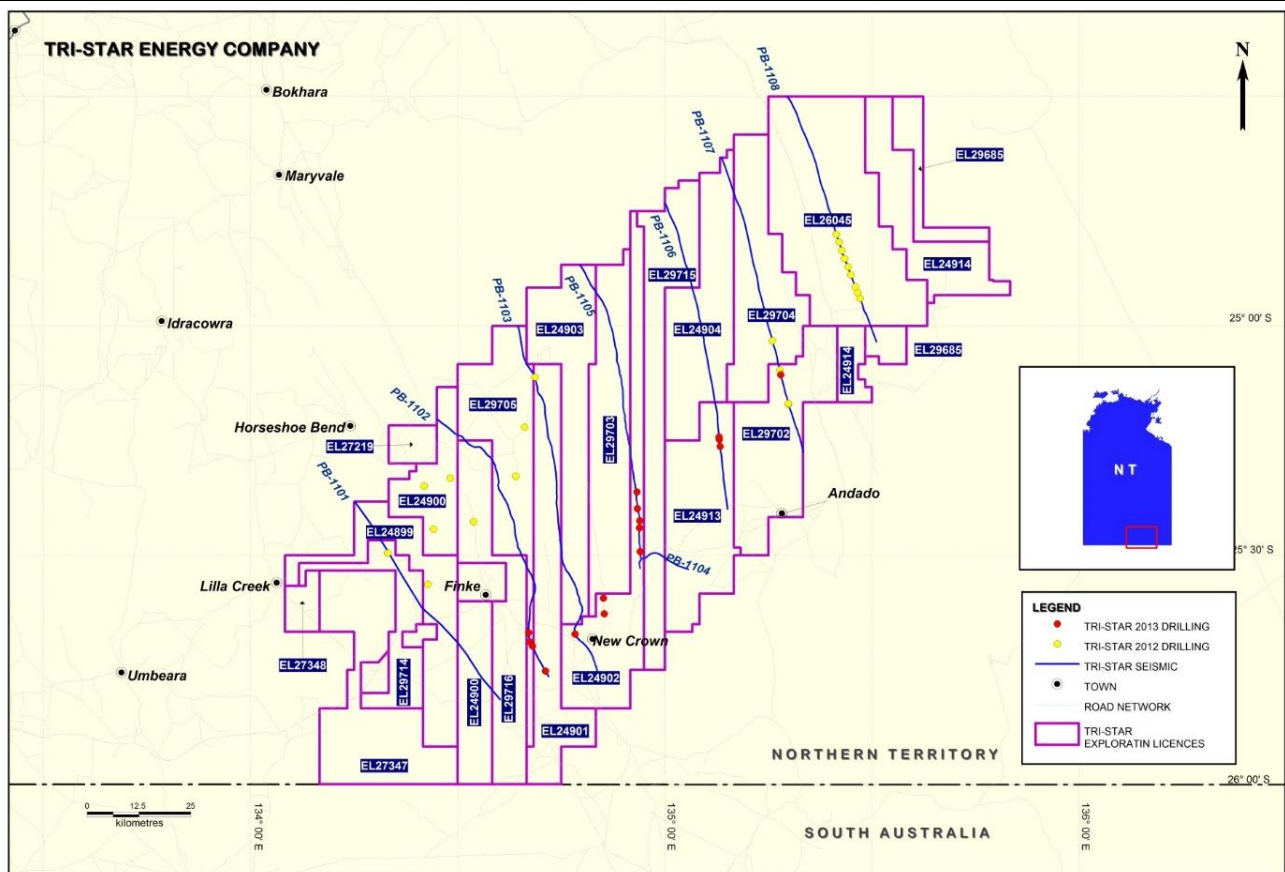 TRI-STAR ENERGY COMPANY
N
Bokhara
Maryvale
Idracowra
Horseshoe Bend
Lilla Creek
Umbeara
Finke
New Crown
Andado
PB-1101
PB-1102
PB-1103
PB-1104
PB-1105
PB-1106
PB-1107
PB-1108
EL29685
EL26045
EL24914
EL29715
EL24903
EL24904
EL29704
EL24914
EL29685
EL29705
EL29703
EL29702
EL27219
EL24900
EL24913
EL24899
EL27348
EL29714
EL24900
EL29716
EL24902
EL24901
EL27347
25° 00' S
25° 30' S
26° 00' S
NORTHERN TERRITORY
SOUTH AUSTRALIA
134° 00' E
135° 00' E
136° 00' E
0 12.5 25
kilometres
NT
LEGEND
TRI-STAR 2013 DRILLING
TRI-STAR 2012 DRILLING
TRI-STAR SEISMIC
TOWN
ROAD NETWORK
TRI-STAR
EXPLORATIN LICENCES